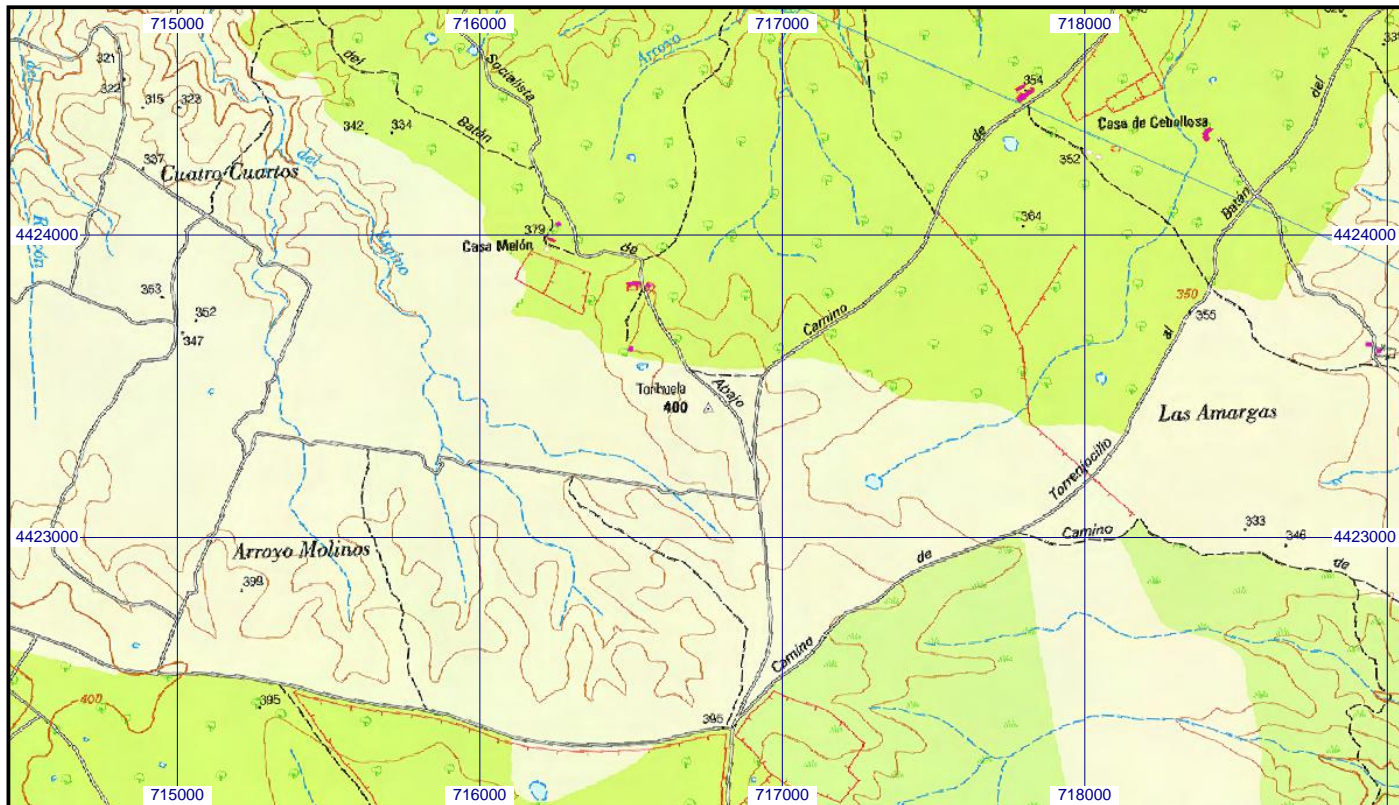 715000
716000
717000
718000
321
322
315
323
337
Cuatro Cuartos
del
Espino
del
Batán
Socialista
Arroyo
342
334
354
de
Casa de Cebollosa
352
del
Batán
364
4424000
4424000
379
Casa Melón
de
353
352
347
Camino
350
355
al
Abajo
400
Las Amargas
Torrejoncillo
4423000
4423000
Arroyo Molinos
399
de
Camino
333
346
de
Camino
400
395
395
715000
716000
717000
718000